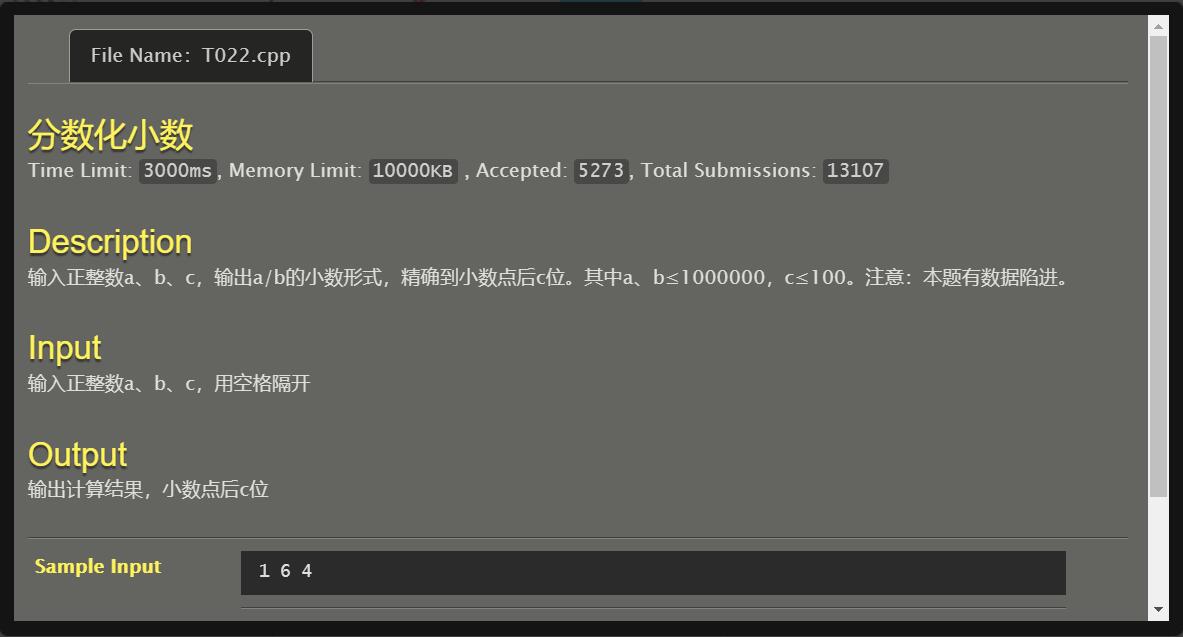 File Name：T022.cpp
分数化小数
Time Limit: 3000ms, Memory Limit: 10000KB , Accepted: 5273, Total Submissions: 13107
Description
输入正整数a、b、c，输出a/b的小数形式，精确到小数点后c位。其中a、b≤1000000，c≤100。注意：本题有数据陷进。
Input
输入正整数a、b、c，用空格隔开
Output
输出计算结果，小数点后c位
Sample Input
1 6 4